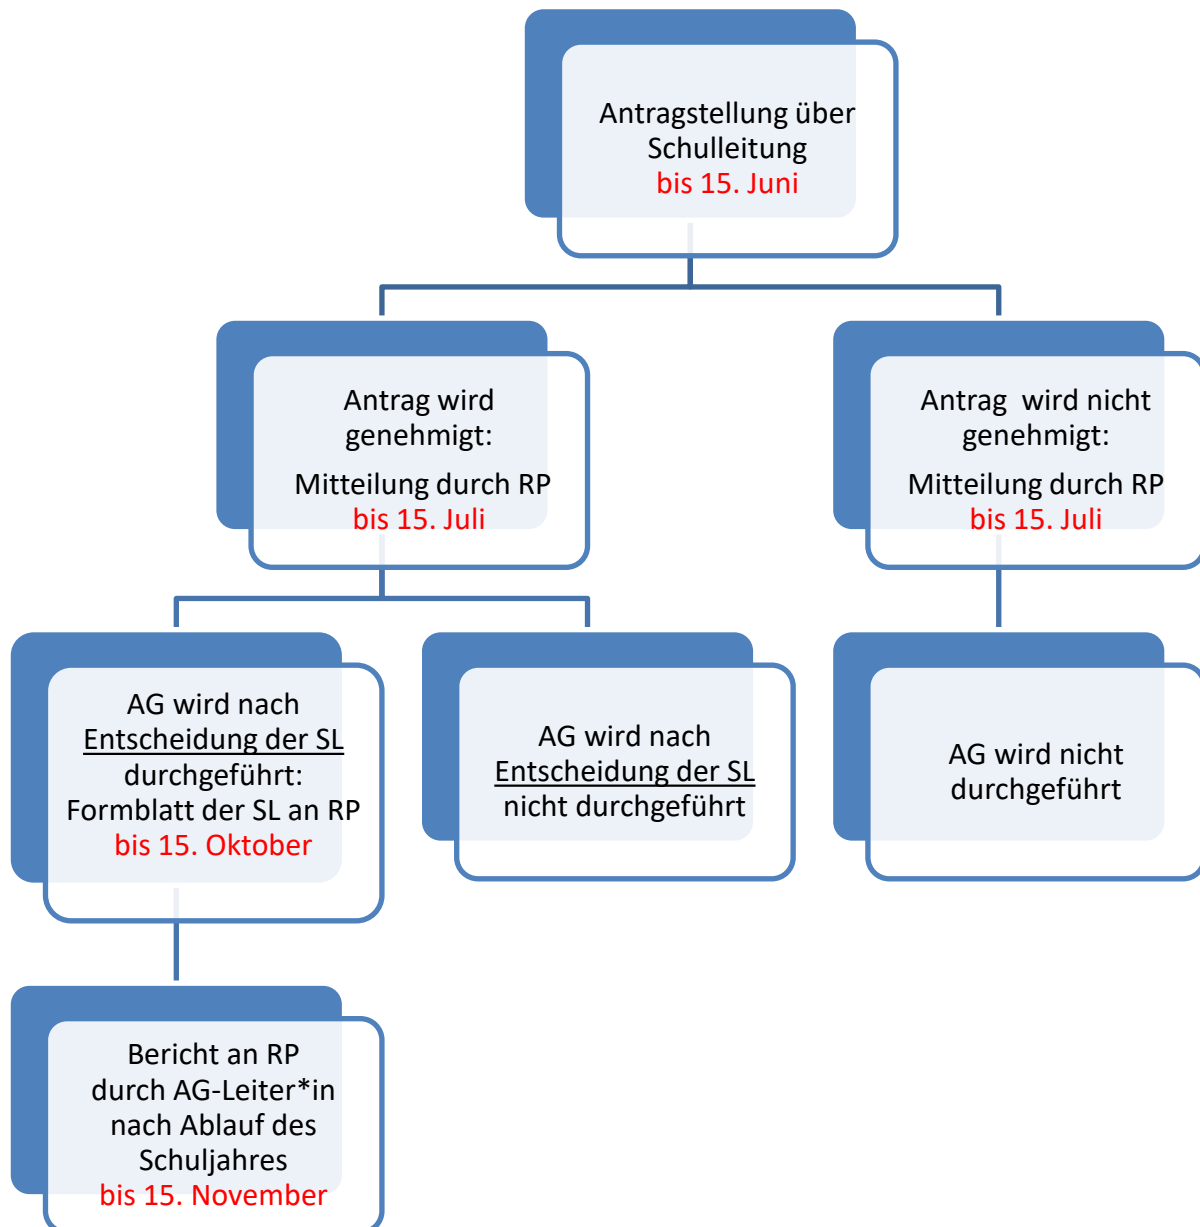 Antragstellung über
Schulleitung
bis 15. Juni
Antrag wird
genehmigt:
Mitteilung durch RP
bis 15. Juli
Antrag  wird nicht
genehmigt:
Mitteilung durch RP
bis 15. Juli
AG wird nach
Entscheidung der SL
durchgeführt:
Formblatt der SL an RP
bis 15. Oktober
AG wird nach
Entscheidung der SL
nicht durchgeführt
AG wird nicht
durchgeführt
Bericht an RP
durch AG-Leiter*in
nach Ablauf des
Schuljahres
bis 15. November